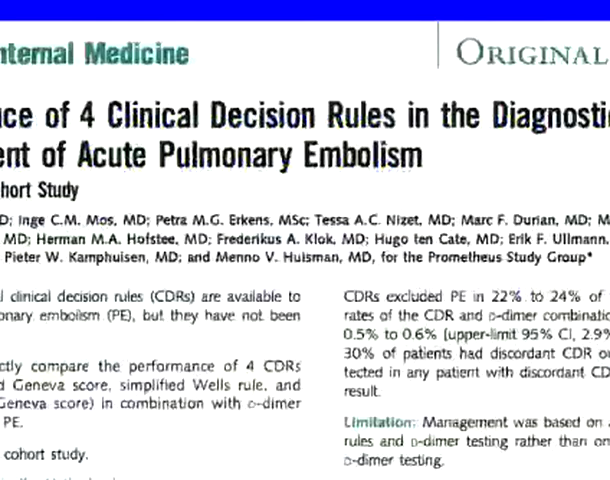 nternal Medicine
ORIGINAL
ce of 4 Clinical Decision Rules in the Diagnosti
ent of Acute Pulmonary Embolism
hort Study
D; Inge C.M. Mos, MD; Petra M.G. Erkens, MSc; Tessa A.C. Nizet, MD; Marc F. Durian, MD; M
MD; Herman M.A. Hofstee, MD; Frederikus A. Klok, MD; Hugo ten Cate, MD; Erik F. Ullmann,
Pieter W. Kamphuisen, MD; and Menno V. Huisman, MD, for the Prometheus Study Group*
l clinical decision rules (CDRs) are available to
onary embolism (PE), but they have not been
ctly compare the performance of 4 CDRs
d Geneva score, simplified Wells rule, and
Geneva score) in combination with D-dimer
PE.
cohort study.
CDRs excluded PE in 22% to 24% of
rates of the CDR and D-dimer combinatio
0.5% to 0.6% (upper-limit 95% CI, 2.9%
30% of patients had discordant CDR ou
tected in any patient with discordant CD
result.
Limitation: Management was based on
rules and D-dimer testing rather than on
D-dimer testing.